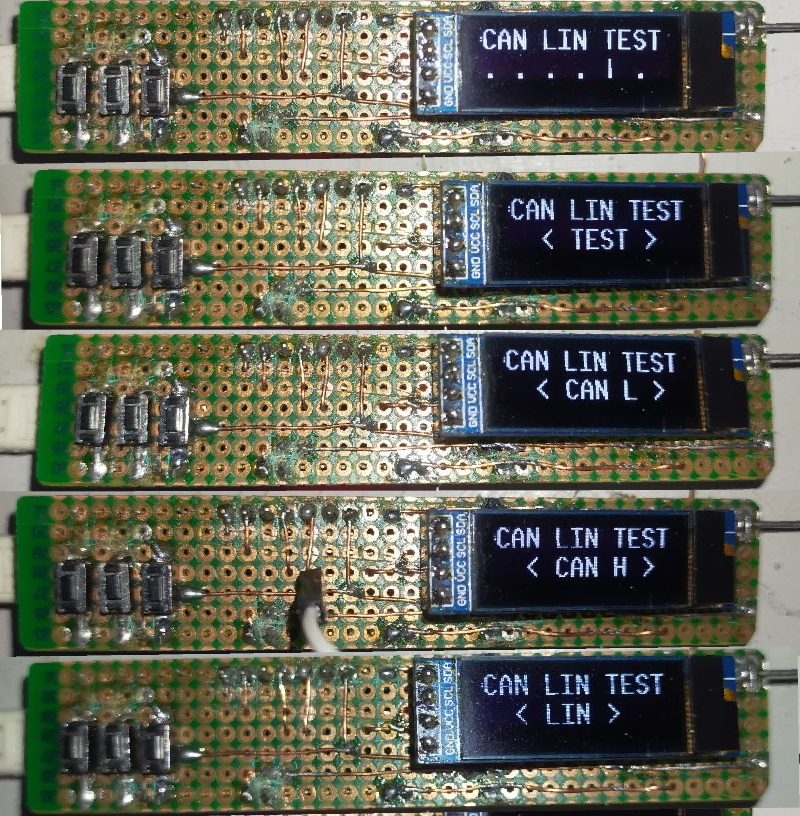 GND VCC SCL SDA
CAN LIN TEST
. . . . | .
GND VCC SCL SDA
CAN LIN TEST
< TEST >
GND VCC SCL SDA
CAN LIN TEST
< CAN L >
GND VCC SCL SDA
CAN LIN TEST
< CAN H >
GND VCC SCL SDA
CAN LIN TEST
< LIN >